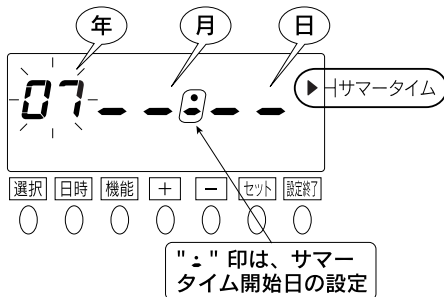 年 月 日
07 _ _ ∸ _ _ ▶ サマータイム
選択 日時 機能 + − セット 設定終了
"∸" 印は、サマー
タイム開始日の設定